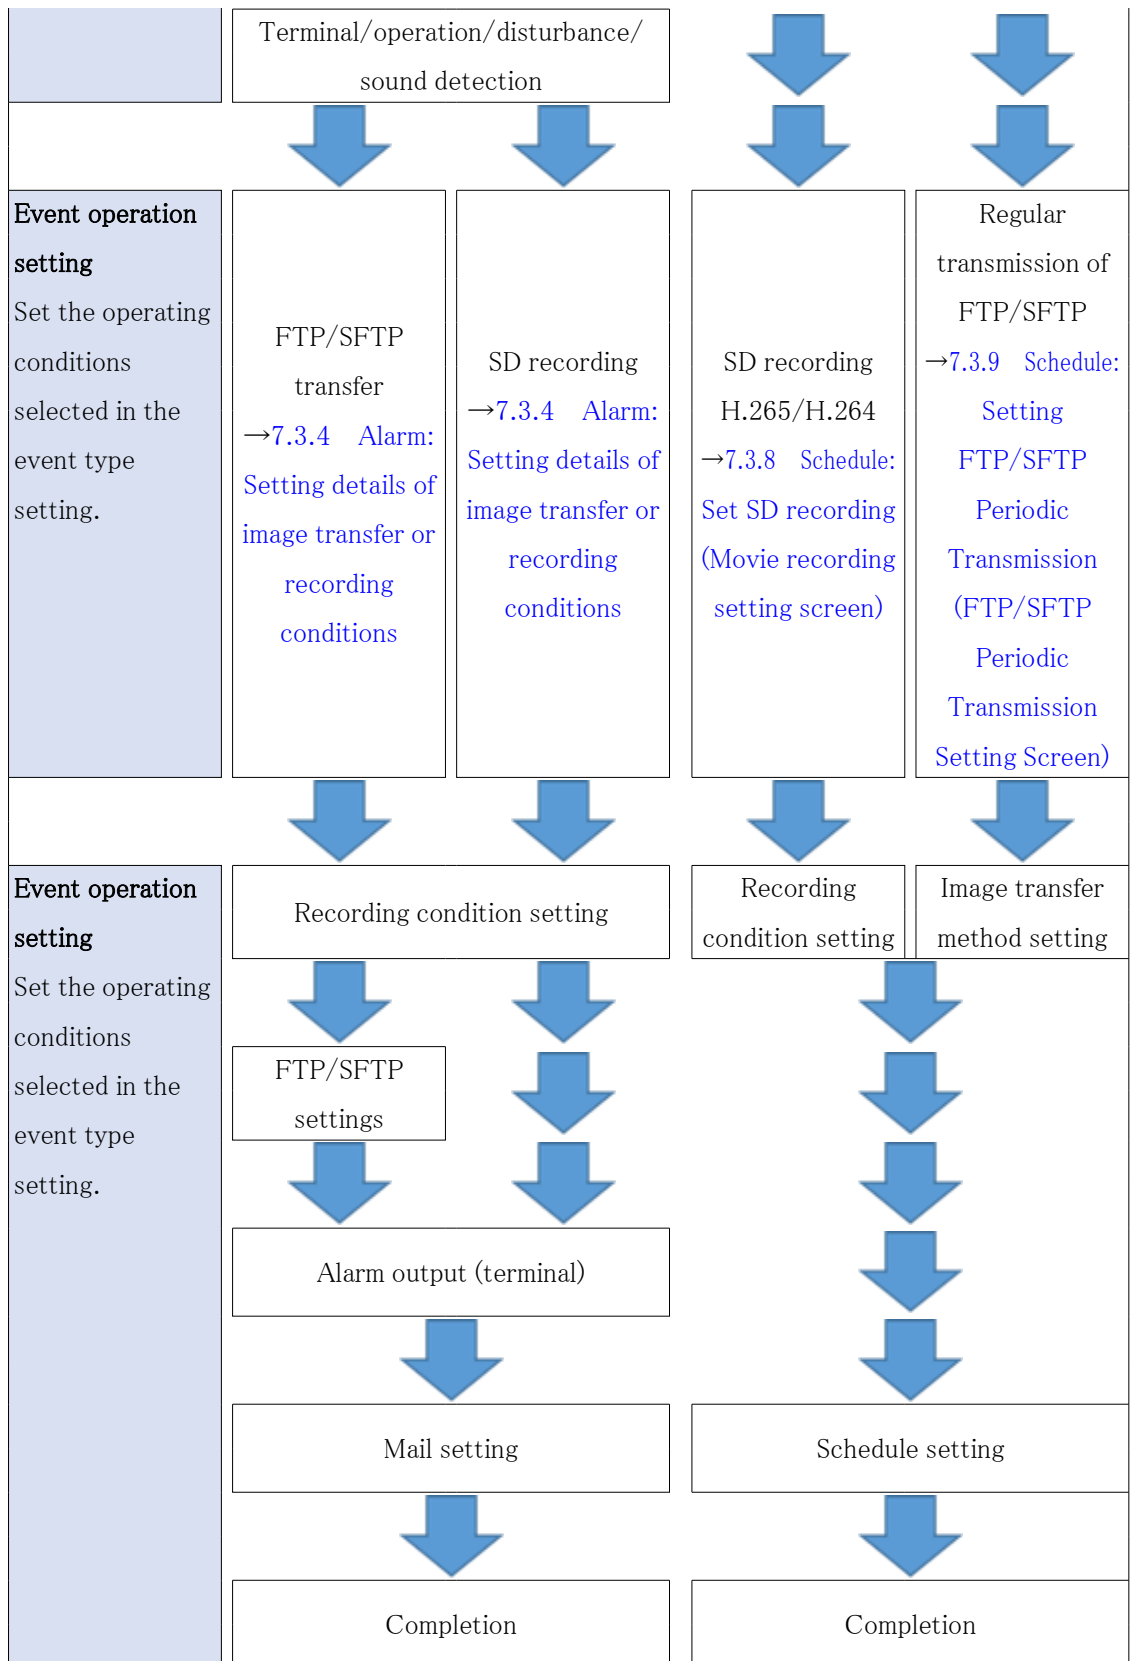 Terminal/operation/disturbance/
sound detection
Event operation
setting
Set the operating
conditions
selected in the
event type
setting.
FTP/SFTP
transfer
→7.3.4 Alarm:
Setting details of
image transfer or
recording
conditions
SD recording
→7.3.4 Alarm:
Setting details of
image transfer or
recording
conditions
SD recording
H.265/H.264
→7.3.8 Schedule:
Set SD recording
(Movie recording
setting screen)
Regular
transmission of
FTP/SFTP
→7.3.9 Schedule:
Setting
FTP/SFTP
Periodic
Transmission
(FTP/SFTP
Periodic
Transmission
Setting Screen)
Event operation
setting
Set the operating
conditions
selected in the
event type
setting.
Recording condition setting
Recording
condition setting
Image transfer
method setting
FTP/SFTP
settings
Alarm output (terminal)
Mail setting
Schedule setting
Completion
Completion